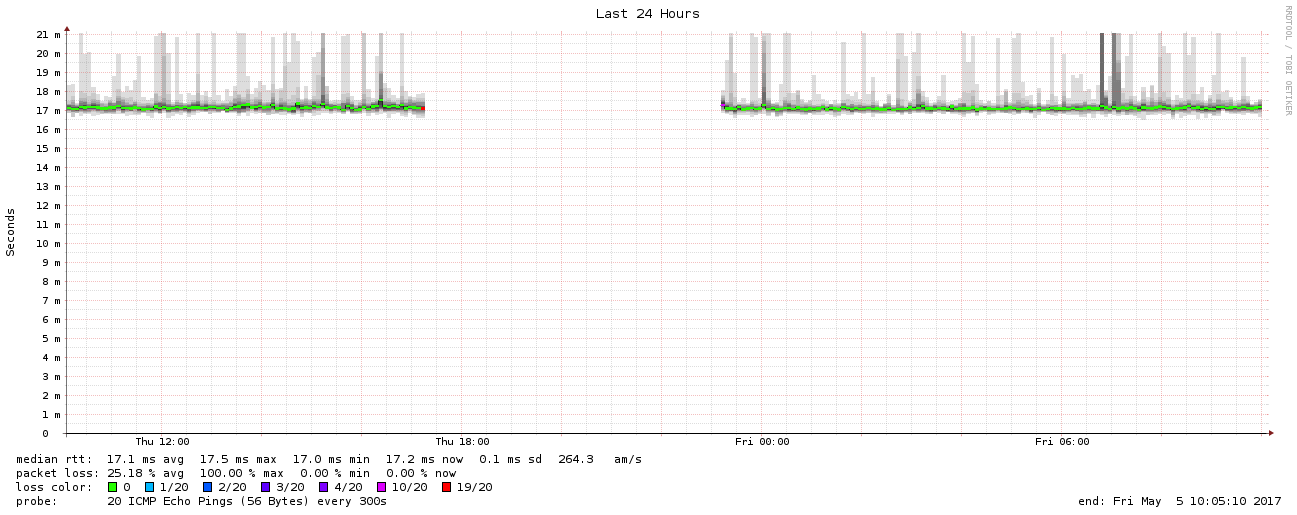 Last 24 Hours
RRDTOOL / TOBI OETIKER
Seconds
21 m
20 m
19 m
18 m
17 m
16 m
15 m
14 m
13 m
12 m
11 m
10 m
9 m
8 m
7 m
6 m
5 m
4 m
3 m
2 m
1 m
0
Thu 12:00 Thu 18:00 Fri 00:00 Fri 06:00
median rtt: 17.1 ms avg 17.5 ms max 17.0 ms min 17.2 ms now 0.1 ms sd 264.3 am/s
packet loss: 25.18 % avg 100.00 % max 0.00 % min 0.00 % now
loss color: 0 1/20 2/20 3/20 4/20 10/20 19/20
probe: 20 ICMP Echo Pings (56 Bytes) every 300s end: Fri May 5 10:05:10 2017